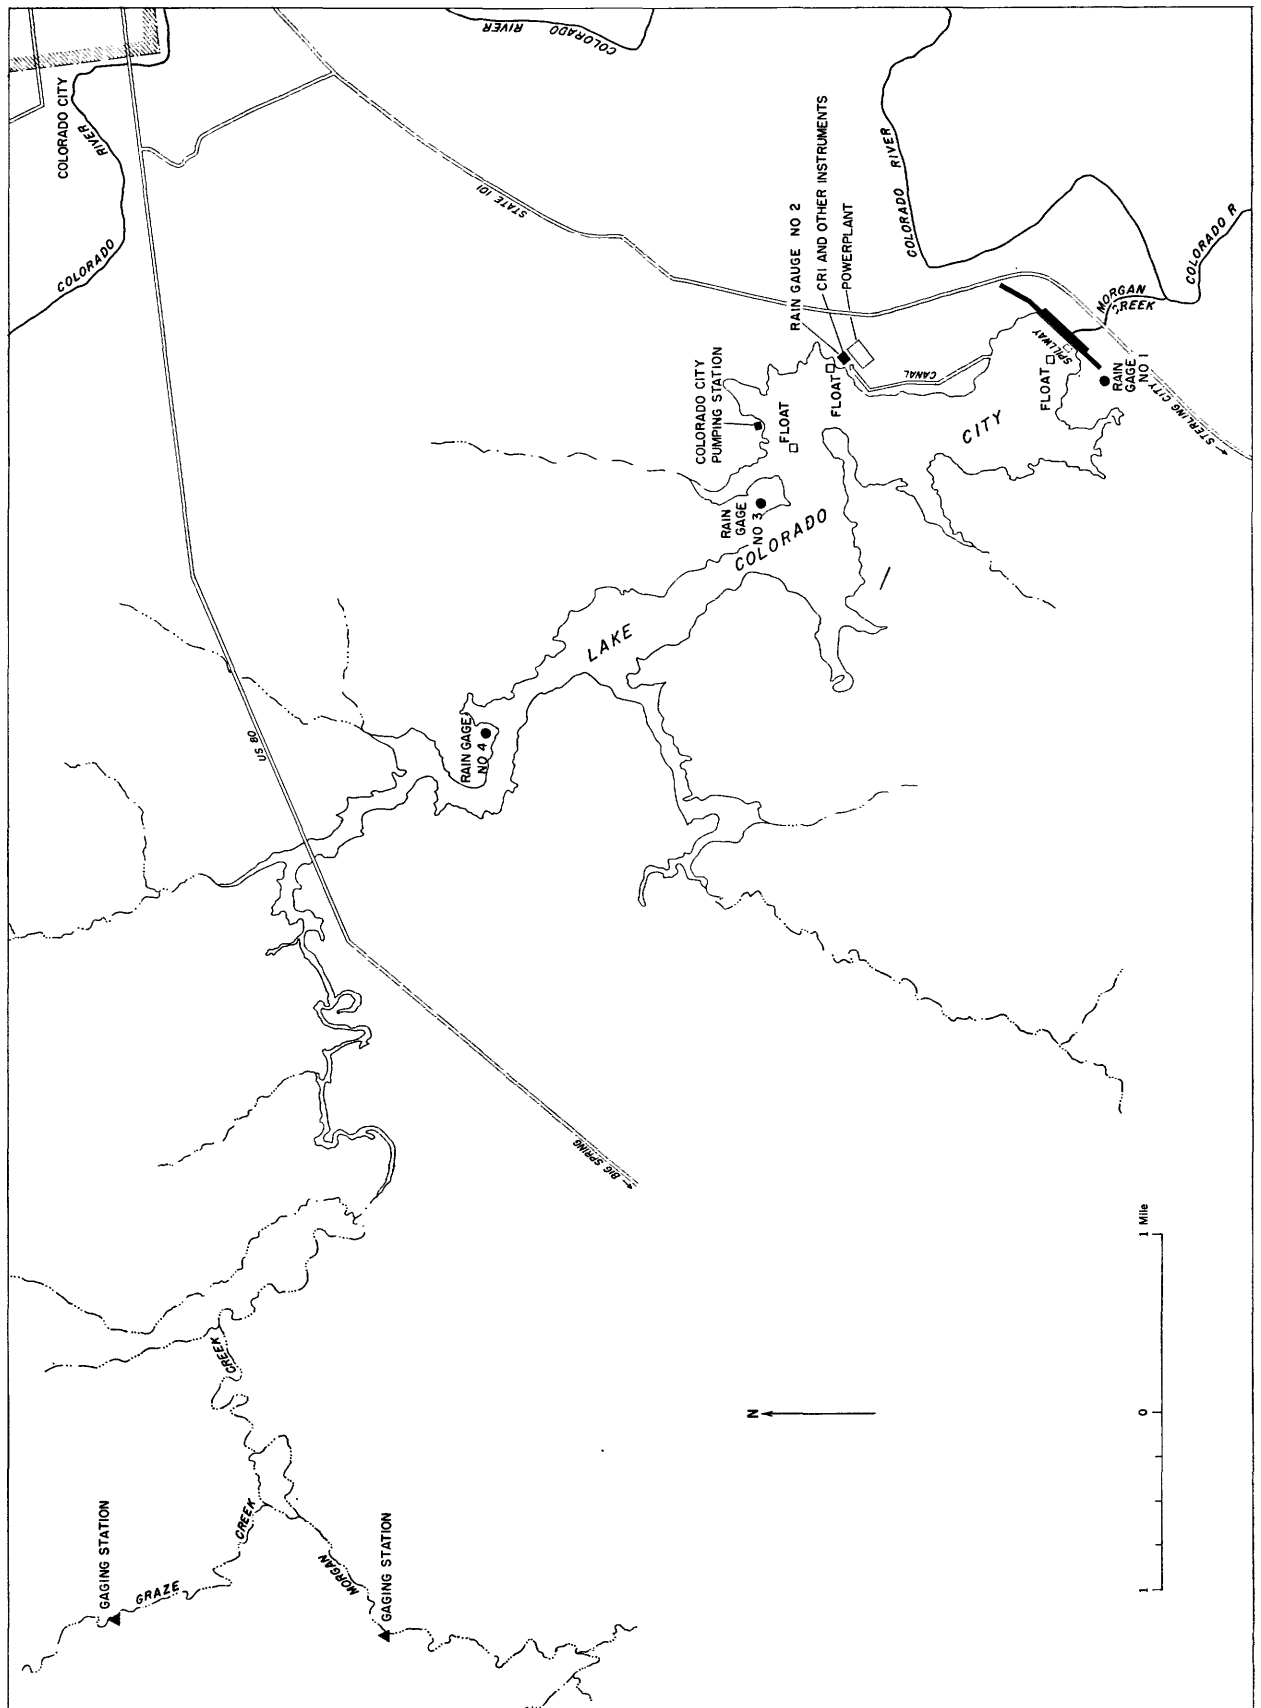 COLORADO CITY
COLORADO
RIVER
COLORADO
RIVER
STATE 101
US 80
COLORADO RIVER
COLORADO R
MORGAN
CREEK
RAIN GAUGE NO 2
CRI AND OTHER INSTRUMENTS
POWERPLANT
COLORADO CITY
PUMPING STATION
FLOAT
FLOAT
FLOAT
CANAL
SPILLWAY
RAIN
GAGE
NO 1
STERLING CITY
RAIN
GAGE
NO 3
RAIN GAGE
NO 4
LAKE
COLORADO
CITY
BIG SPRING
GAGING STATION
GRAZE
CREEK
GAGING STATION
MORGAN
CREEK
N
1
0
1 Mile